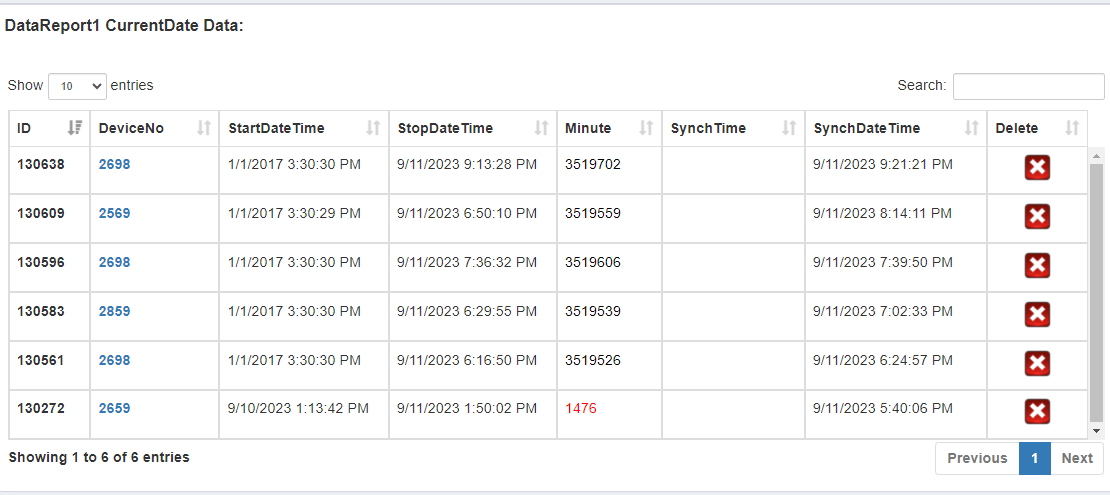 DataReport1 CurrentDate Data:
Show 10 entries Search:
ID DeviceNo StartDateTime StopDateTime Minute SynchTime SynchDateTime Delete
130638 2698 1/1/2017 3:30:30 PM 9/11/2023 9:13:28 PM 3519702 9/11/2023 9:21:21 PM
130609 2569 1/1/2017 3:30:29 PM 9/11/2023 6:50:10 PM 3519559 9/11/2023 8:14:11 PM
130596 2698 1/1/2017 3:30:30 PM 9/11/2023 7:36:32 PM 3519606 9/11/2023 7:39:50 PM
130583 2859 1/1/2017 3:30:30 PM 9/11/2023 6:29:55 PM 3519539 9/11/2023 7:02:33 PM
130561 2698 1/1/2017 3:30:30 PM 9/11/2023 6:16:50 PM 3519526 9/11/2023 6:24:57 PM
130272 2659 9/10/2023 1:13:42 PM 9/11/2023 1:50:02 PM 1476 9/11/2023 5:40:06 PM
Showing 1 to 6 of 6 entries Previous 1 Next